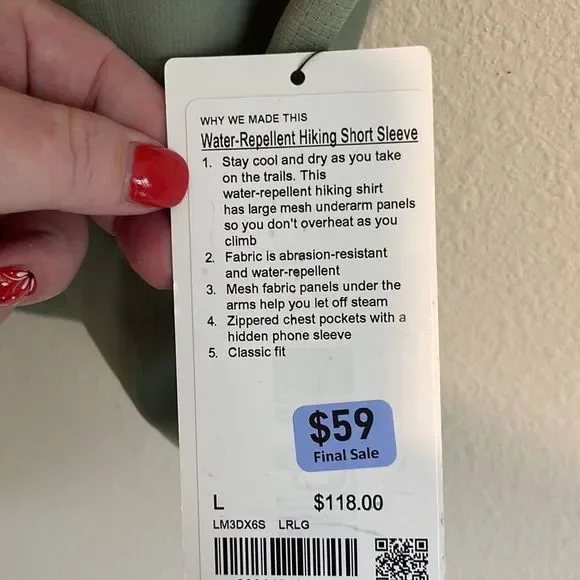 WHY WE MADE THIS
Water-Repellent Hiking Short Sleeve
1. Stay cool and dry as you take
on the trails. This
water-repellent hiking shirt
has large mesh underarm panels
so you don't overheat as you
climb
2. Fabric is abrasion-resistant
and water-repellent
3. Mesh fabric panels under the
arms help you let off steam
4. Zippered chest pockets with a
hidden phone sleeve
5. Classic fit
$59
Final Sale
L $118.00
LM3DX6S LRLG